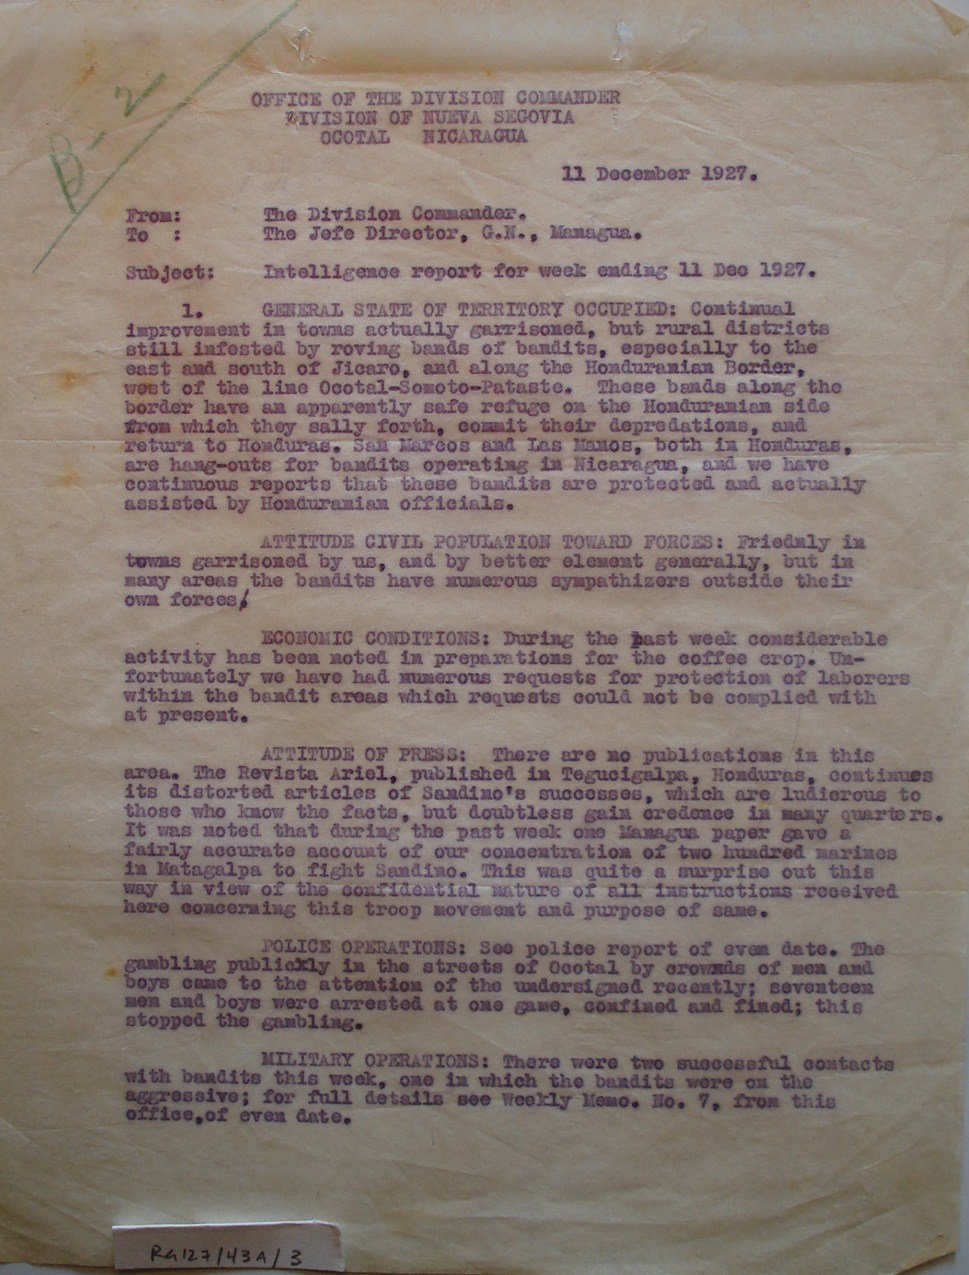 B-2
OFFICE OF THE DIVISION COMMANDER
DIVISION OF NUEVA SEGOVIA
OCOTAL NICARAGUA
11 December 1927.
From: The Division Commander.
To : The Jefe Director, G.N., Managua.
Subject: Intelligence report for week ending 11 Dec 1927.
1. GENERAL STATE OF TERRITORY OCCUPIED: Continual
improvement in towns actually garrisoned, but rural districts
still infested by roving bands of bandits, especially to the
east and south of Jicaro, and along the Honduranian Border,
west of the line Ocotal-Somoto-Pataste. These bands along the
border have an apparently safe refuge on the Honduranian side
from which they sally forth, commit their depredations, and
return to Honduras. San Marcos and Las Manos, both in Honduras,
are hang-outs for bandits operating in Nicaragua, and we have
continuous reports that these bandits are protected and actually
assisted by Honduranian officials.
ATTITUDE CIVIL POPULATION TOWARD FORCES: Friednly in
towns garrisoned by us, and by better element generally, but in
many areas the bandits have numerous sympathizers outside their
own forces.
ECONOMIC CONDITIONS: During the past week considerable
activity has been noted in preparations for the coffee crop. Un-
fortunately we have had numerous requests for protection of laborers
within the bandit areas which requests could not be complied with
at present.
ATTITUDE OF PRESS: There are no publications in this
area. The Revista Ariel, published in Tegucigalpa, Honduras, continues
its distorted articles of Sandino's successes, which are ludicrous to
those who know the facts, but doubtless gain credence in many quarters.
It was noted that during the past week one Managua paper gave a
fairly accurate account of our concentration of two hundred marines
in Matagalpa to fight Sandino. This was quite a surprise out this
way in view of the confidential nature of all instructions received
here concerning this troop movement and purpose of same.
POLICE OPERATIONS: See police report of even date. The
gambling publicxly in the streets of Ocotal by crowmds of men and
boys came to the attention of the undersigned recently; seventeen
men and boys were arrested at one game, confined and fined; this
stopped the gambling.
MILITARY OPERATIONS: There were two successful contacts
with bandits this week, one in which the bandits were on the
aggressive; for full details see Weekly Memo. No. 7, from this
office,of even date.
RG127/43A/3